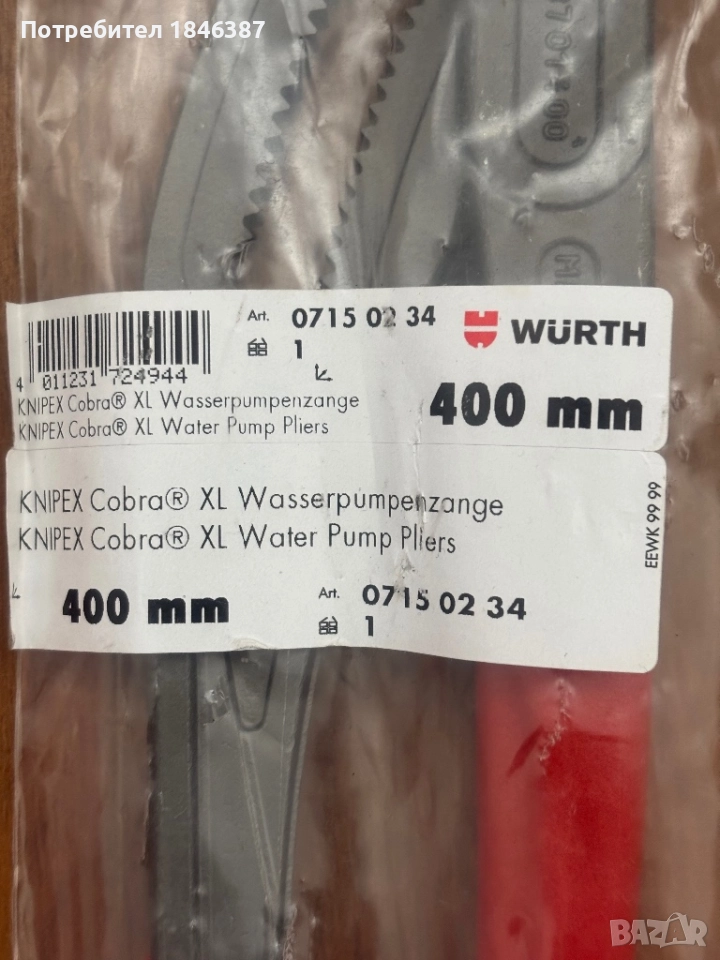 Потребител 1846387
8701400
Art. 0715 02 34
1
WÜRTH
4 011231 724944
400 mm
KNIPEX Cobra® XL Wasserpumpenzange
KNIPEX Cobra® XL Water Pump Pliers
KNIPEX Cobra® XL Wasserpumpenzange
KNIPEX Cobra® XL Water Pump Pliers
EEWK 99 99
400 mm
Art. 0715 02 34
1
BAZAR